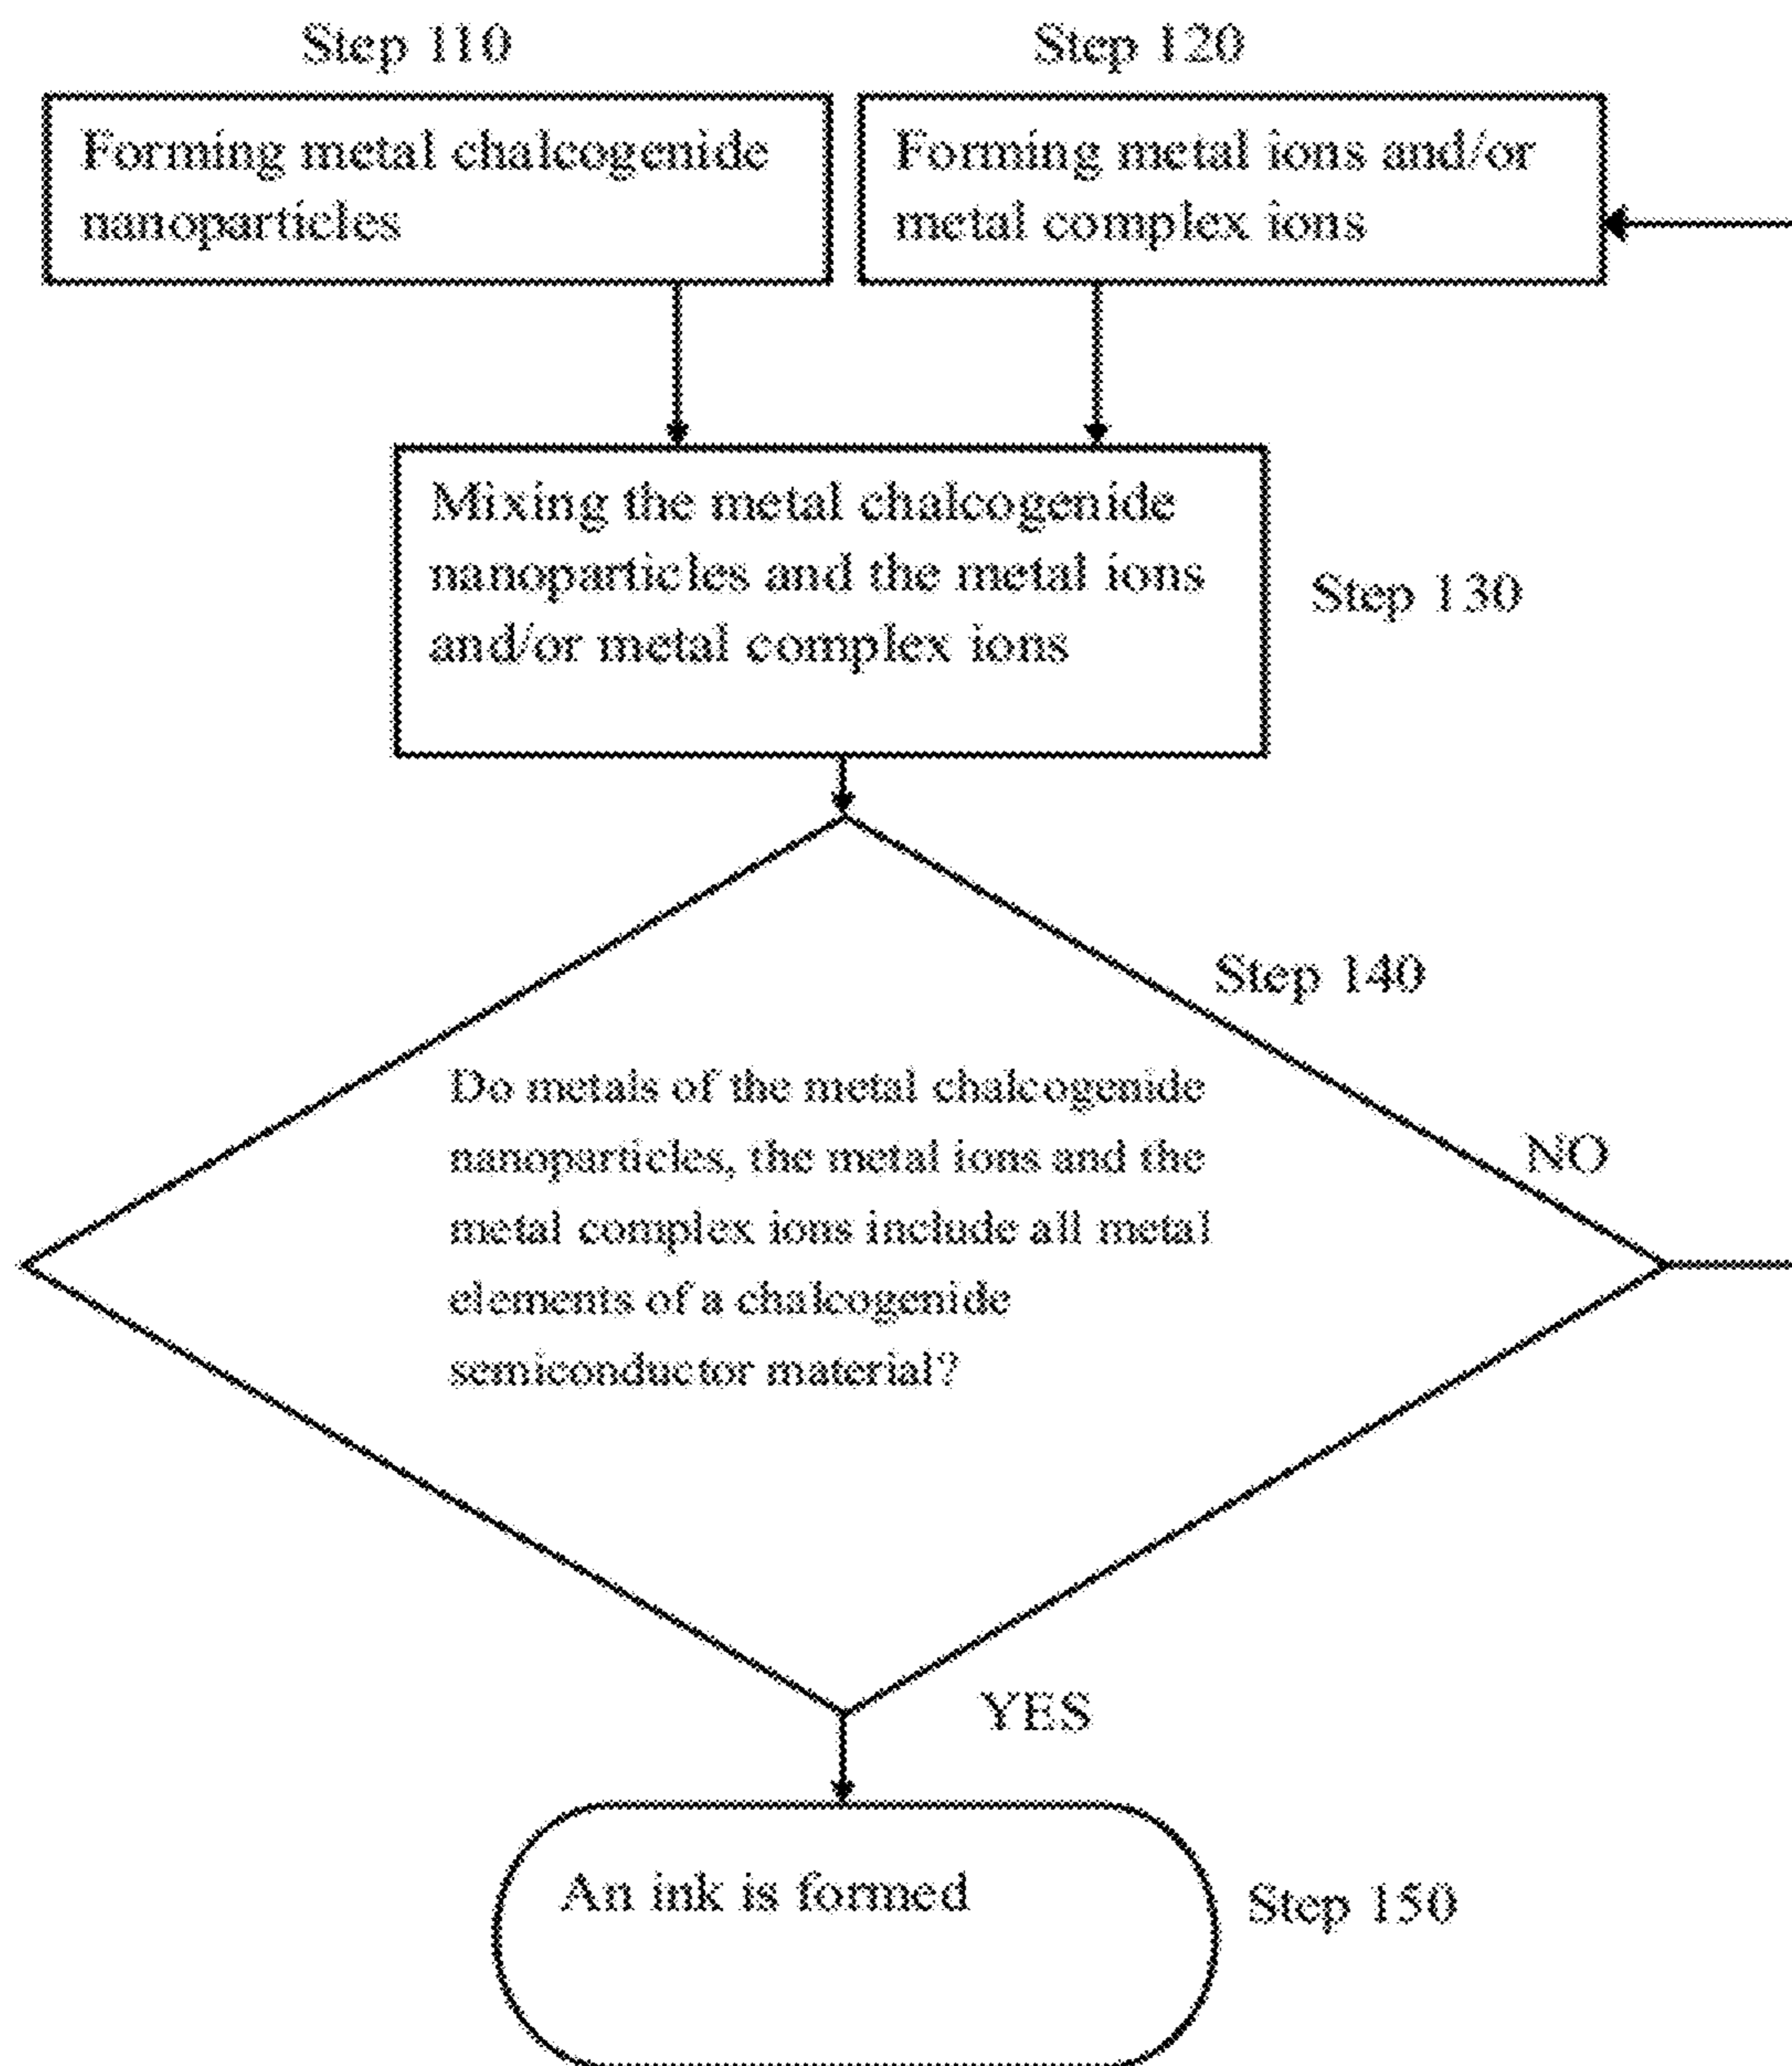 Step 110
Step 120
Forming metal chalcogenide
nanoparticles
Forming metal ions and/or
metal complex ions
Mixing the metal chalcogenide
nanoparticles and the metal ions
and/or metal complex ions
Step 130
Step 140
Do metals of the metal chalcogenide
nanoparticles, the metal ions and the
metal complex ions include all metal
elements of a chalcogenide
semiconductor material?
NO
YES
An ink is formed
Step 150